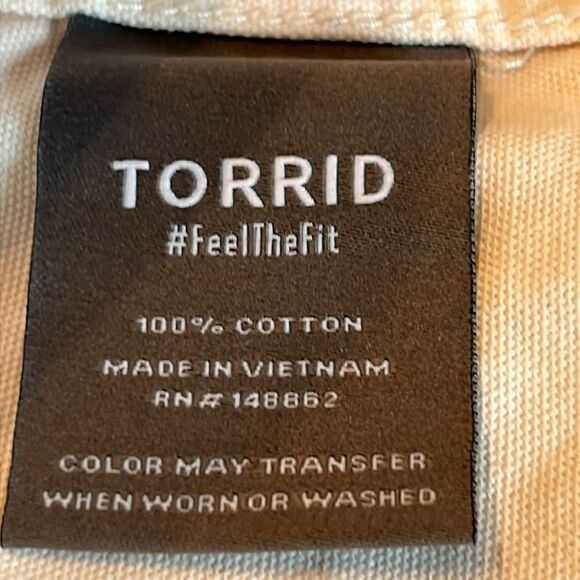 TORRID
#FeelTheFit
100% COTTON
MADE IN VIETNAM
RN# 148862
COLOR MAY TRANSFER
WHEN WORN OR WASHED